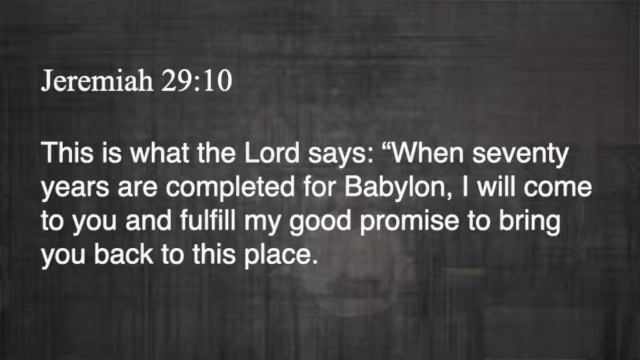 Jeremiah 29:10
This is what the Lord says: “When seventy
years are completed for Babylon, I will come
to you and fulfill my good promise to bring
you back to this place.